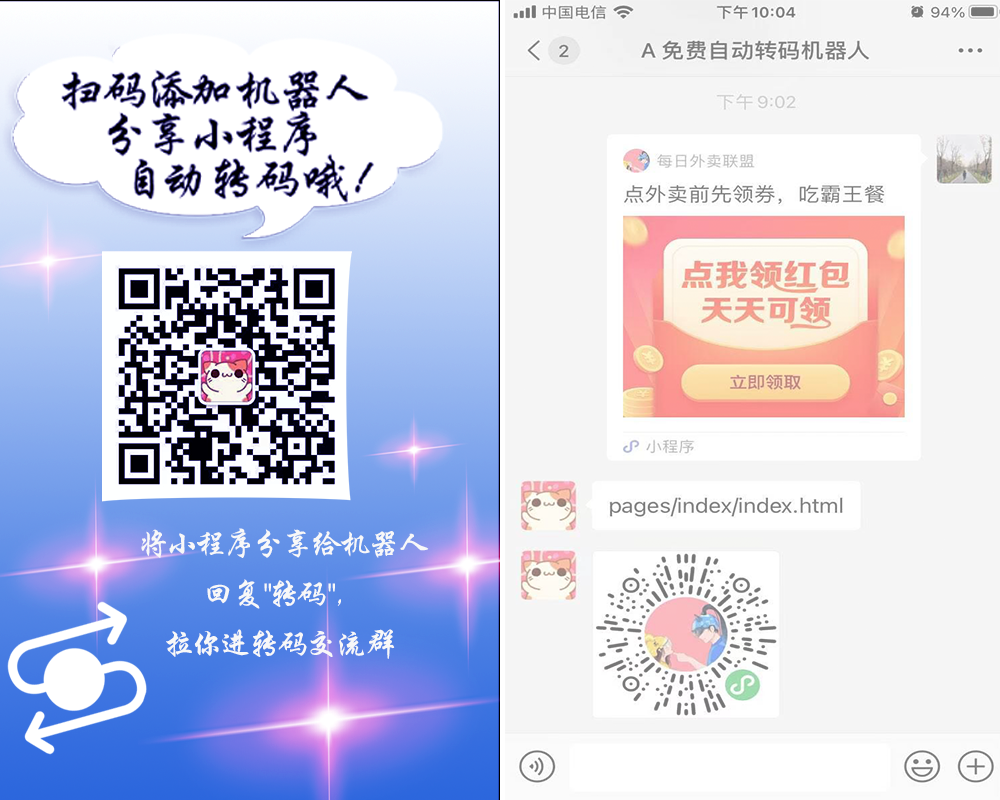 扫码添加机器人
分享小程序
自动转码哦！
将小程序分享给机器人
回复"转码",
拉你进转码交流群
中国电信
下午10:04
94%
2
A 免费自动转码机器人
下午 9:02
每日外卖联盟
点外卖前先领券，吃霸王餐
点我领红包
天天可领
立即领取
小程序
pages/index/index.html